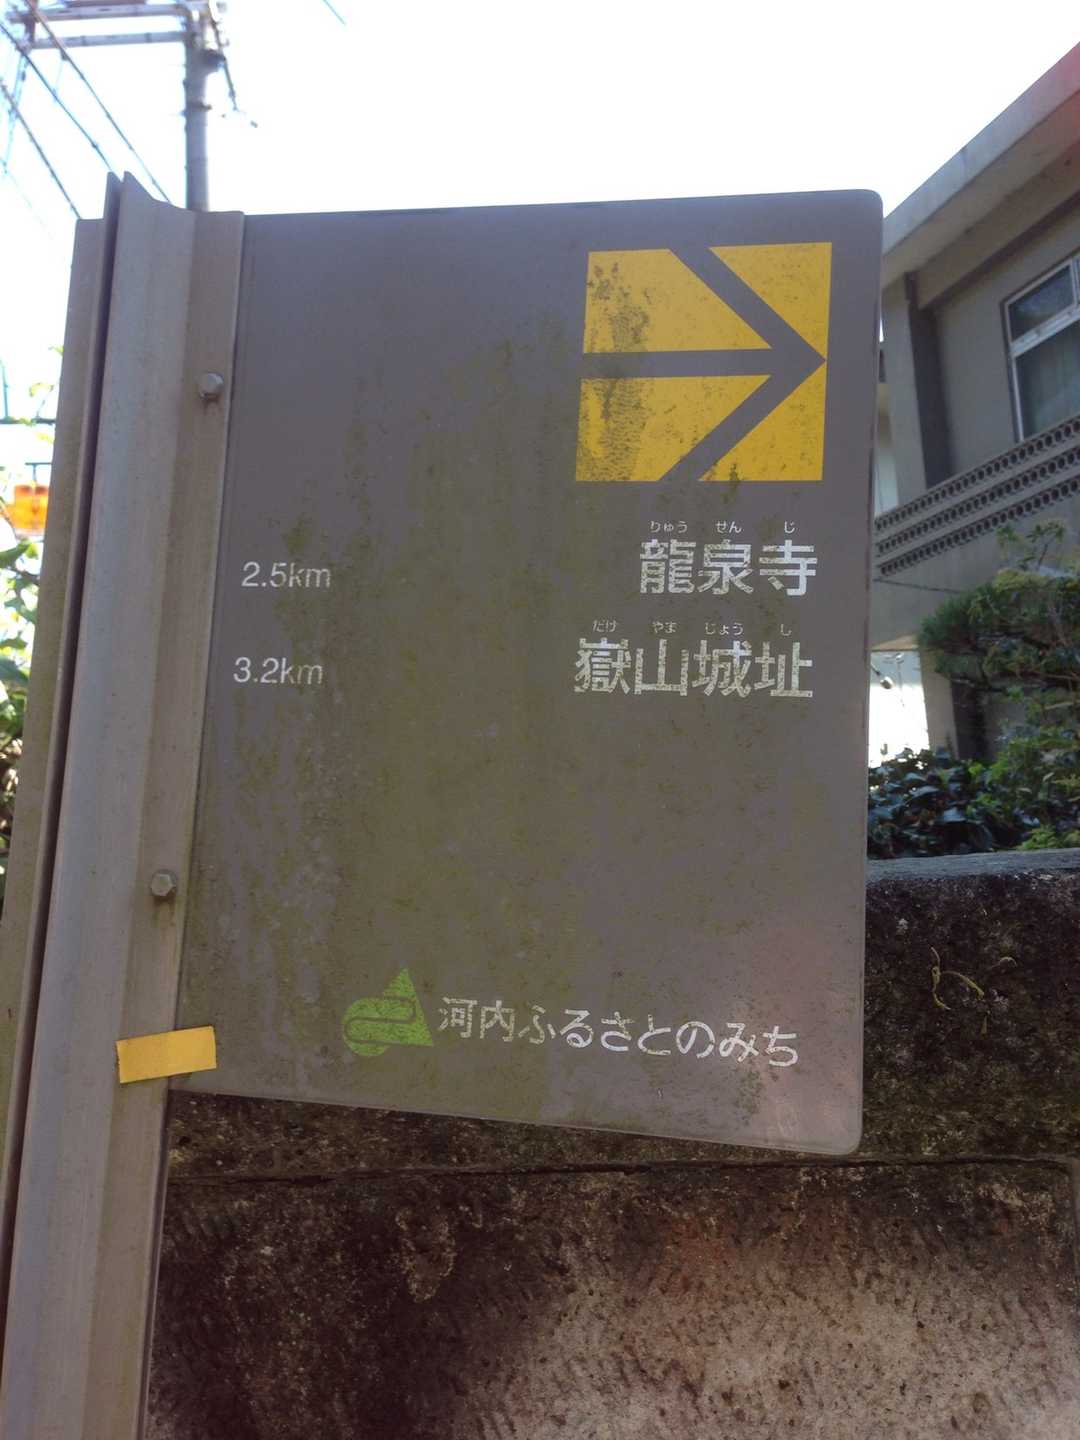 りゅう せん じ
2.5km 龍泉寺
だけ やま じょう し
3.2km 嶽山城址
河内ふるさとのみち